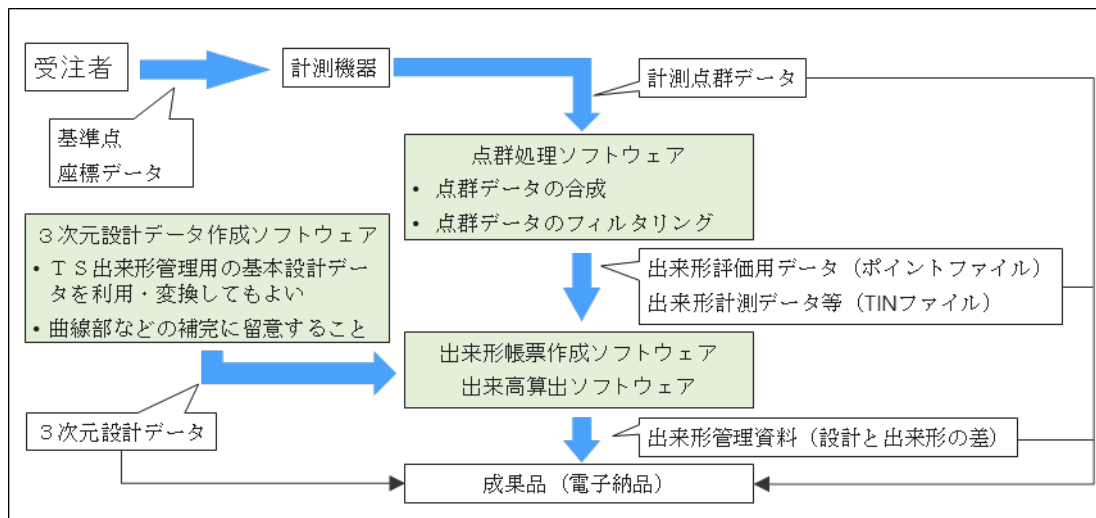 受注者
計測機器
計測点群データ
基準点
座標データ
点群処理ソフトウェア
• 点群データの合成
• 点群データのフィルタリング
３次元設計データ作成ソフトウェア
• ＴＳ出来形管理用の基本設計デー
タを利用・変換してもよい
• 曲線部などの補完に留意すること
出来形評価用データ（ポイントファイル）
出来形計測データ等（TINファイル）
出来形帳票作成ソフトウェア
出来高算出ソフトウェア
３次元設計データ
出来形管理資料（設計と出来形の差）
成果品（電子納品）